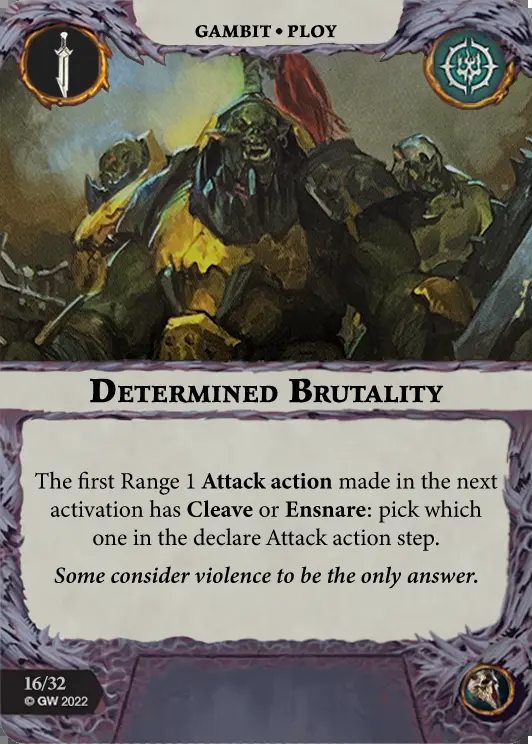 GAMBIT • PLOY
DETERMINED BRUTALITY
The first Range 1 Attack action made in the next
activation has Cleave or Ensnare: pick which
one in the declare Attack action step.
Some consider violence to be the only answer.
16/32
© GW 2022